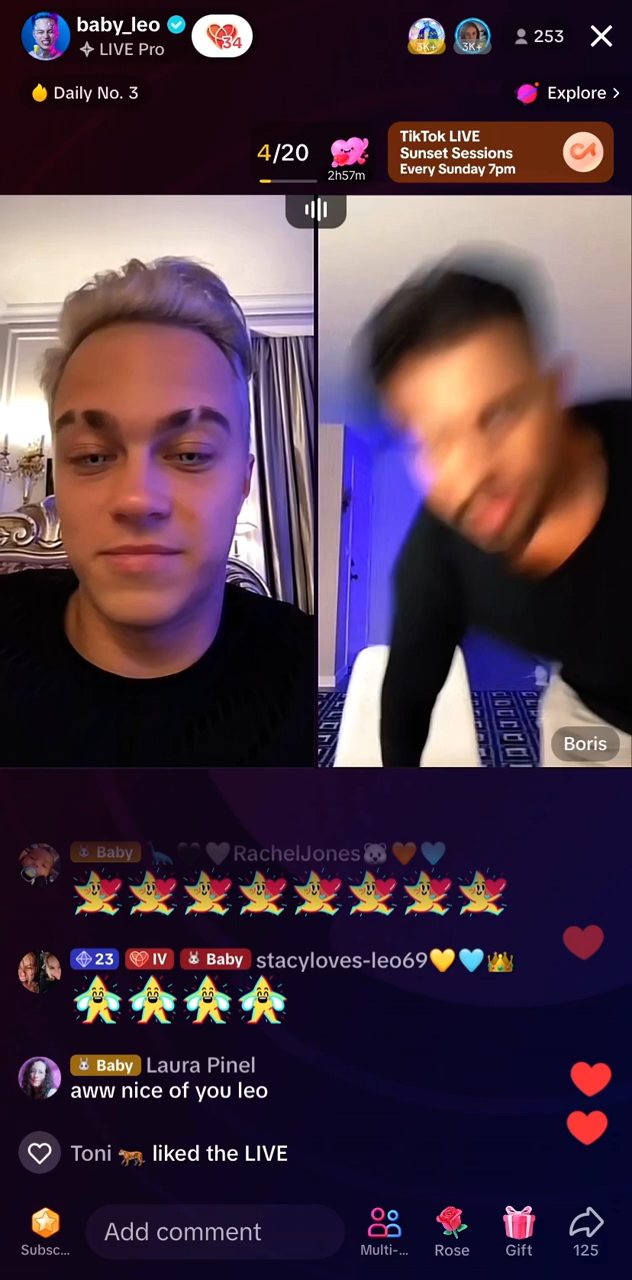 baby_leo
LIVE Pro
34
3K+
3K+
253
Daily No. 3
Explore >
4/20
2h57m
TikTok LIVE
Sunset Sessions
Every Sunday 7pm
Boris
Baby RachelJones
23 IV Baby stacyloves-leo69
Baby Laura Pinel
aww nice of you leo
Toni liked the LIVE
Subsc...
Add comment
Multi-...
Rose
Gift
125